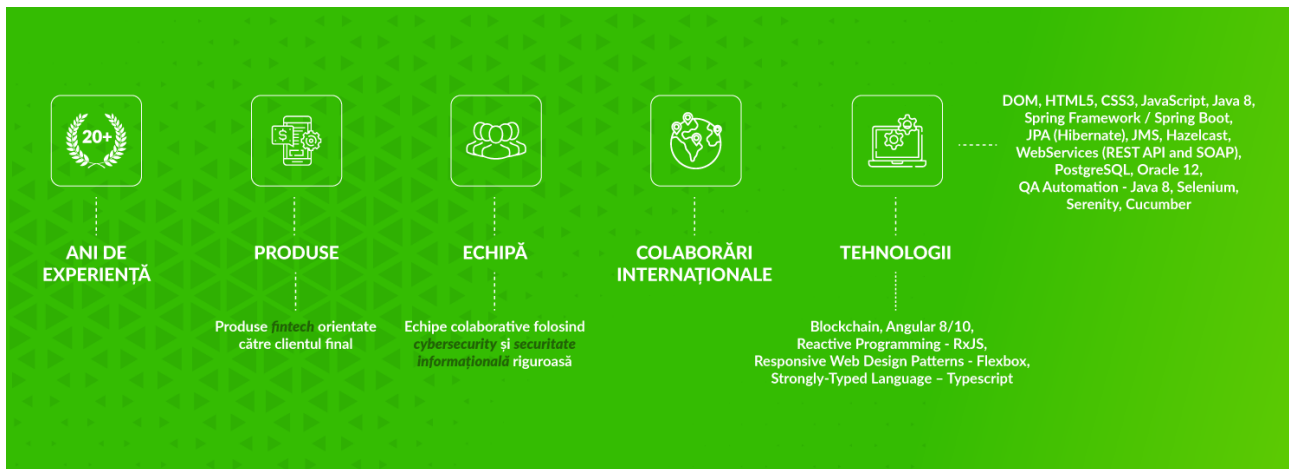 20+
ANI DE
EXPERIENȚĂ
$
PRODUSE
Produse fintech orientate
către clientul final
ECHIPĂ
Echipe colaborative folosind
cybersecurity și securitate
informațională riguroasă
COLABORĂRI
INTERNAȚIONALE
TEHNOLOGII
Blockchain, Angular 8/10,
Reactive Programming - RxJS,
Responsive Web Design Patterns - Flexbox,
Strongly-Typed Language – Typescript
DOM, HTML5, CSS3, JavaScript, Java 8,
Spring Framework / Spring Boot,
JPA (Hibernate), JMS, Hazelcast,
WebServices (REST API and SOAP),
PostgreSQL, Oracle 12,
QA Automation - Java 8, Selenium,
Serenity, Cucumber